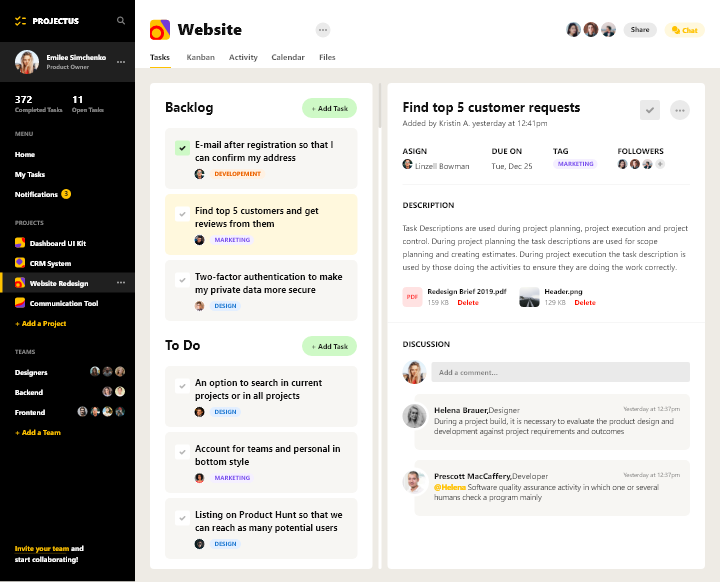 PROJECTUS
Emilee Simchenko
Product Owner
372
Completed Tasks
11
Open Tasks
MENU
Home
My Tasks
Notifications
3
PROJECTS
Dashboard UI Kit
CRM System
Website Redesign
Communication Tool
+ Add a Project
TEAMS
Designers
Backend
Frontend
+ Add a Team
Invite your team and
start collaborating!
Website
Share
Chat
Tasks
Kanban
Activity
Calendar
Files
Backlog
+ Add Task
E-mail after registration so that I
can confirm my address
DEVELOPEMENT
Find top 5 customers and get
reviews from them
MARKETING
Two-factor authentication to make
my private data more secure
DESIGN
To Do
+ Add Task
An option to search in current
projects or in all projects
DESIGN
Account for teams and personal in
bottom style
MARKETING
Listing on Product Hunt so that we
can reach as many potential users
DESIGN
Find top 5 customer requests
Added by Kristin A. yesterday at 12:41pm
ASIGN
Linzell Bowman
DUE ON
Tue, Dec 25
TAG
MARKETING
FOLLOWERS
+
DESCRIPTION
Task Descriptions are used during project planning, project execution and project
control. During project planning the task descriptions are used for scope
planning and creating estimates. During project execution the task description is
used by those doing the activities to ensure they are doing the work correctly.
PDF
Redesign Brief 2019.pdf
159 KB Delete
Header.png
129 KB Delete
DISCUSSION
Add a comment...
Helena Brauer, Designer
Yesterday at 12:37pm
During a project build, it is necessary to evaluate the product design and
development against project requirements and outcomes
Prescott MacCaffery, Developer
Yesterday at 12:37pm
@Helena Software quality assurance activity in which one or several
humans check a program mainly